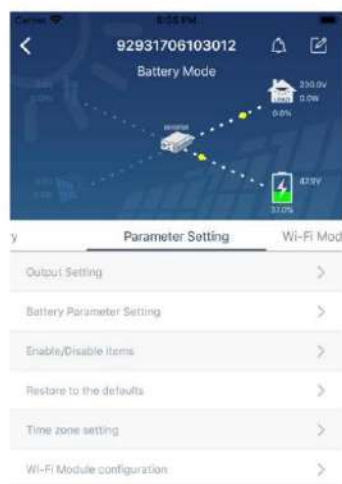 92931706103012
Battery Mode
230.0V
0.0W
0.0%
INVERTER
47.9V
37.0%
y Parameter Setting Wi-Fi Mod
Output Setting
Battery Parameter Setting
Enable/Disable items
Restore to the defaults
Time zone setting
Wi-Fi Module configuration